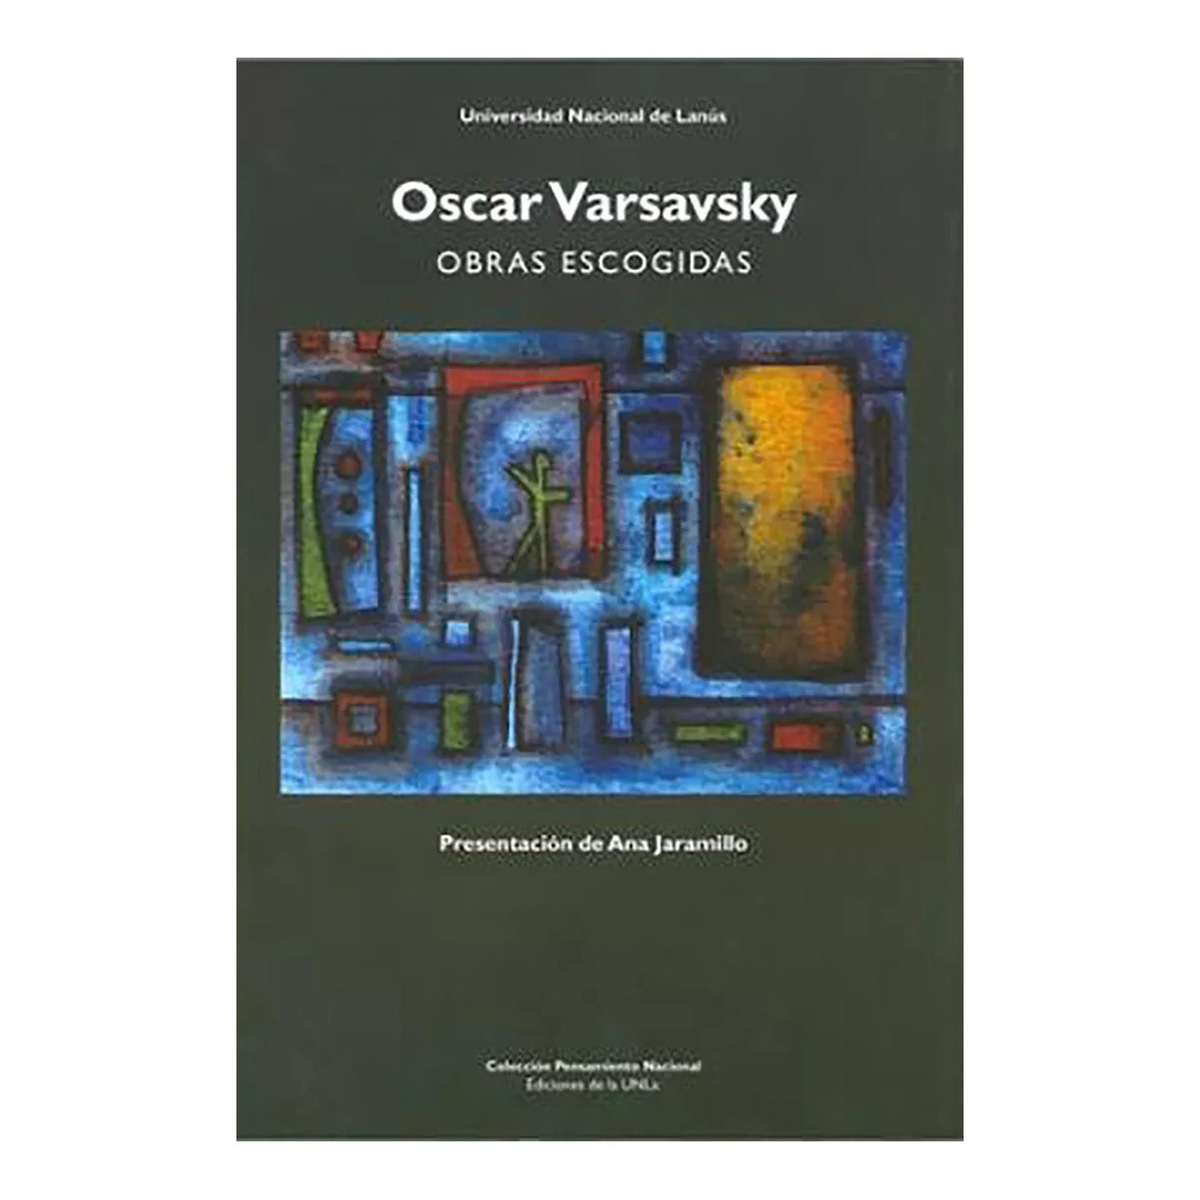 Universidad Nacional de Lanús
Oscar Varsavsky
OBRAS ESCOGIDAS
Presentación de Ana Jaramillo
Colección Pensamiento Nacional
Ediciones de la UNLa